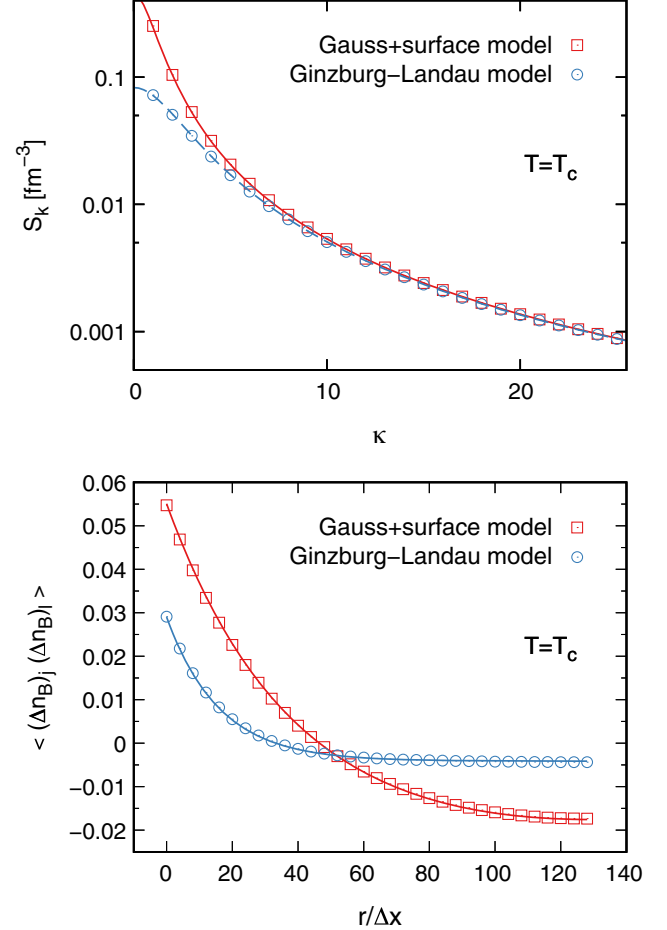 Gauss+surface model
Ginzburg−Landau model
T=T_c
S_k [fm^−3]
0.1
0.01
0.001
0 10 20
κ
Gauss+surface model
Ginzburg−Landau model
T=T_c
< (Δn_B)_j (Δn_B)_l >
0.06
0.05
0.04
0.03
0.02
0.01
0
−0.01
−0.02
0 20 40 60 80 100 120 140
r/Δx